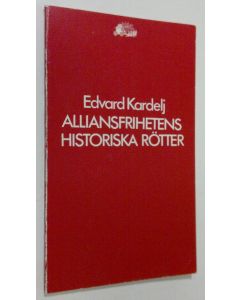 Edvard Kardelj
ALLIANSFRIHETENS
HISTORISKA RÖTTER